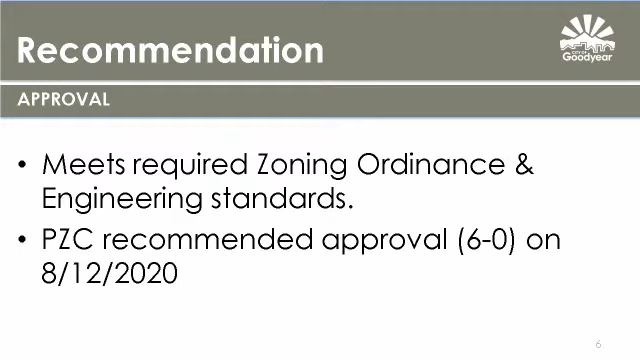 Recommendation
CITY OF
Goodyear
APPROVAL
• Meets required Zoning Ordinance &
Engineering standards.
• PZC recommended approval (6-0) on
8/12/2020
6